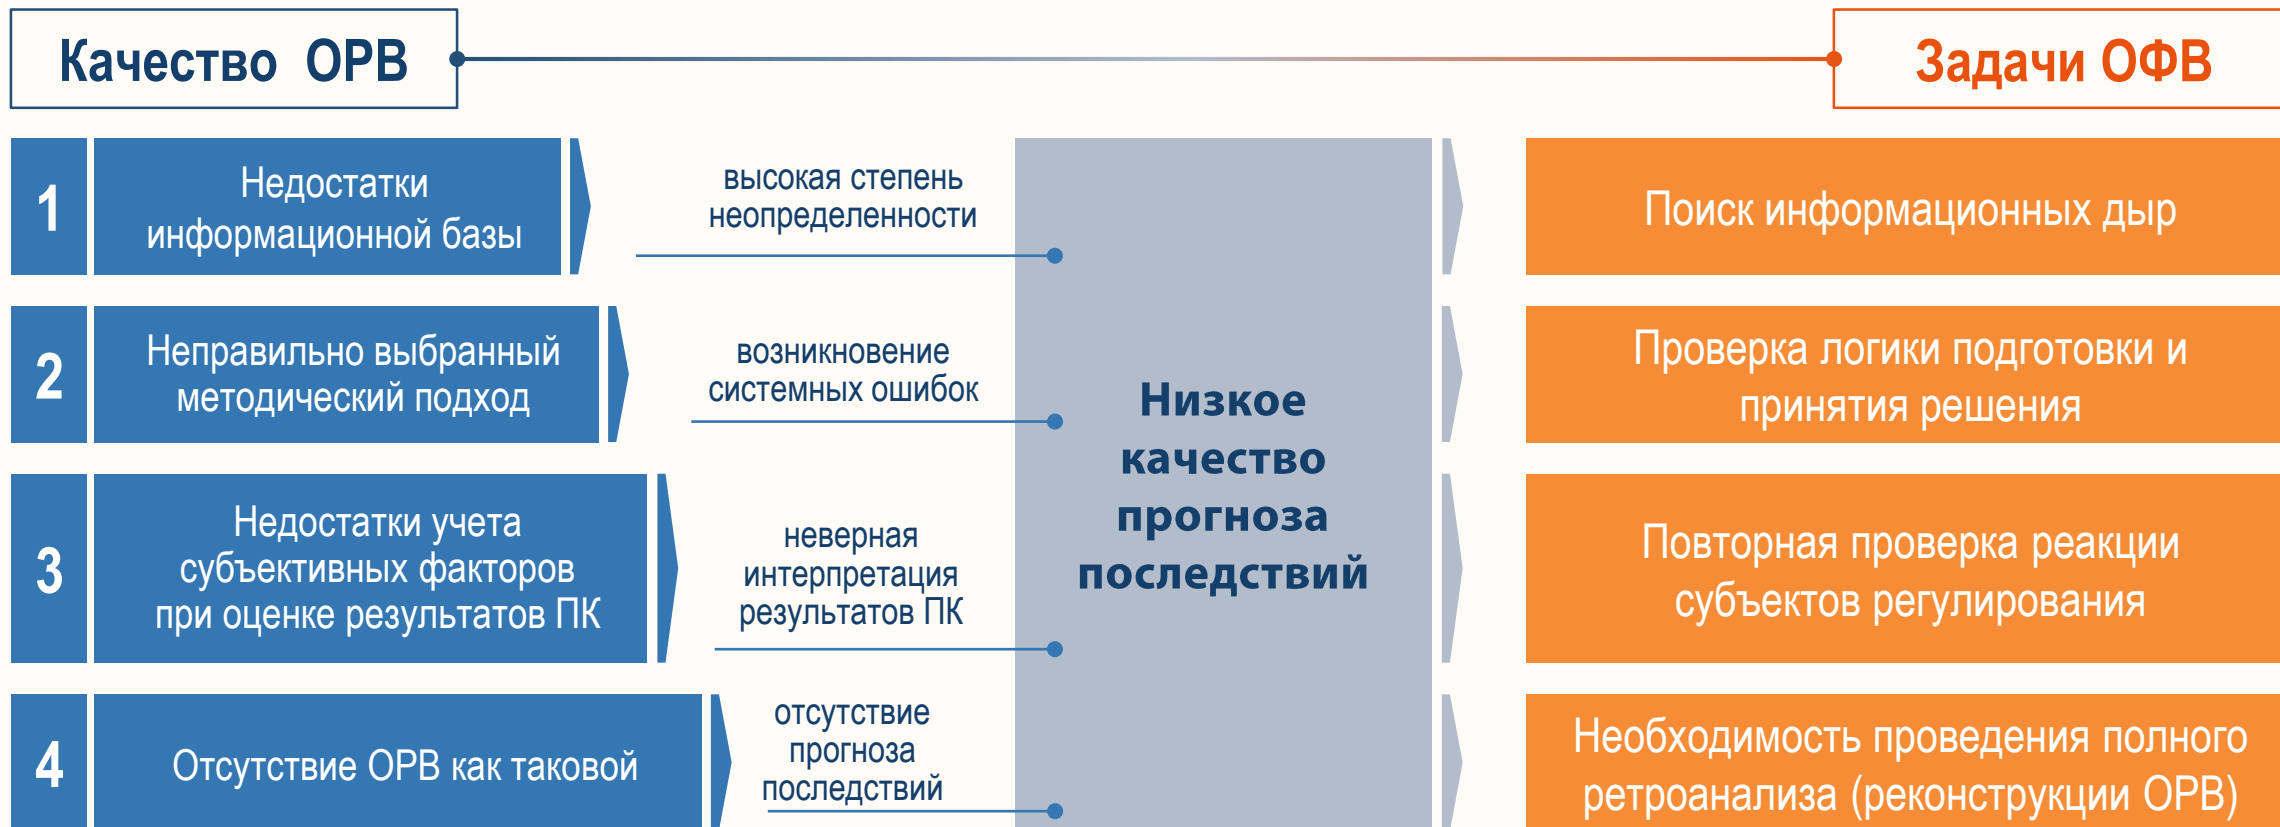 Качество ОРВ
Задачи ОФВ
1
Недостатки
информационной базы
высокая степень
неопределенности
Поиск информационных дыр
2
Неправильно выбранный
методический подход
возникновение
системных ошибок
Проверка логики подготовки и
принятия решения
Низкое
качество
прогноза
последствий
3
Недостатки учета
субъективных факторов
при оценке результатов ПК
неверная
интерпретация
результатов ПК
Повторная проверка реакции
субъектов регулирования
4
Отсутствие ОРВ как таковой
отсутствие
прогноза
последствий
Необходимость проведения полного
ретроанализа (реконструкции ОРВ)